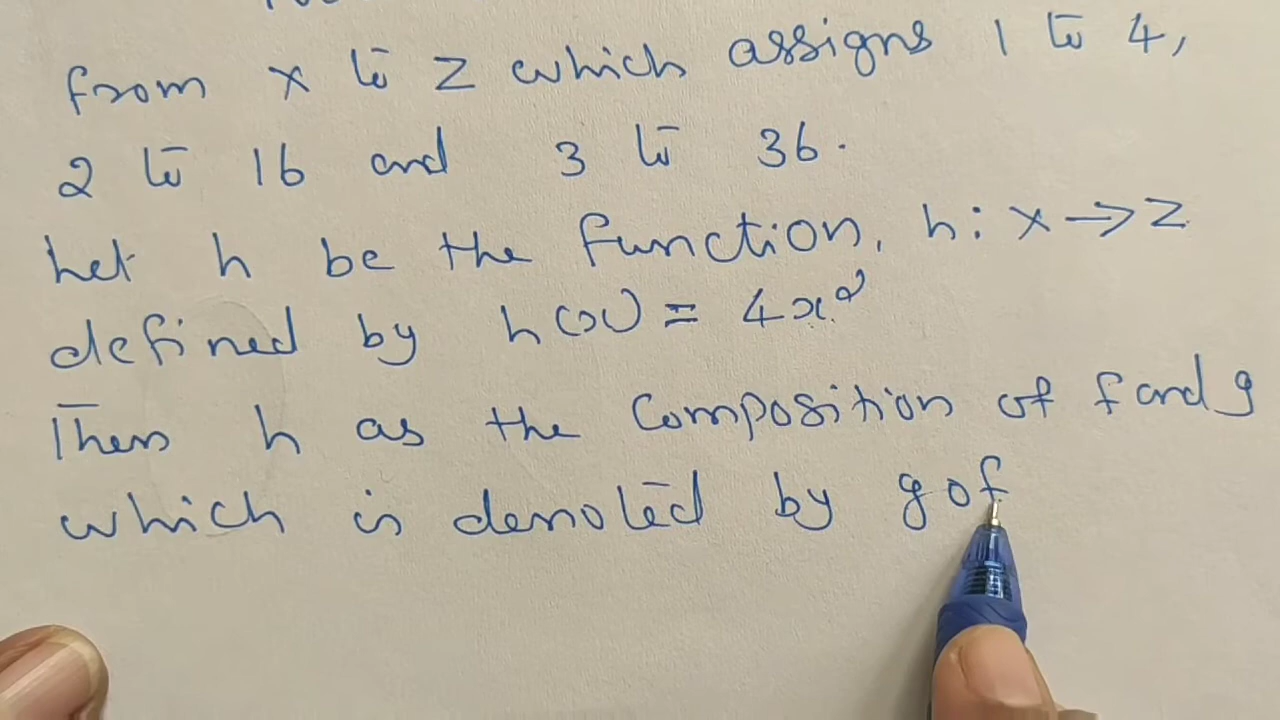 from x to z which assigns 1 to 4,
2 to 16 and 3 to 36.
Let h be the function, h: x → z
defined by h(x) = 4x²
Then h as the composition of f and g
which is denoted by gof